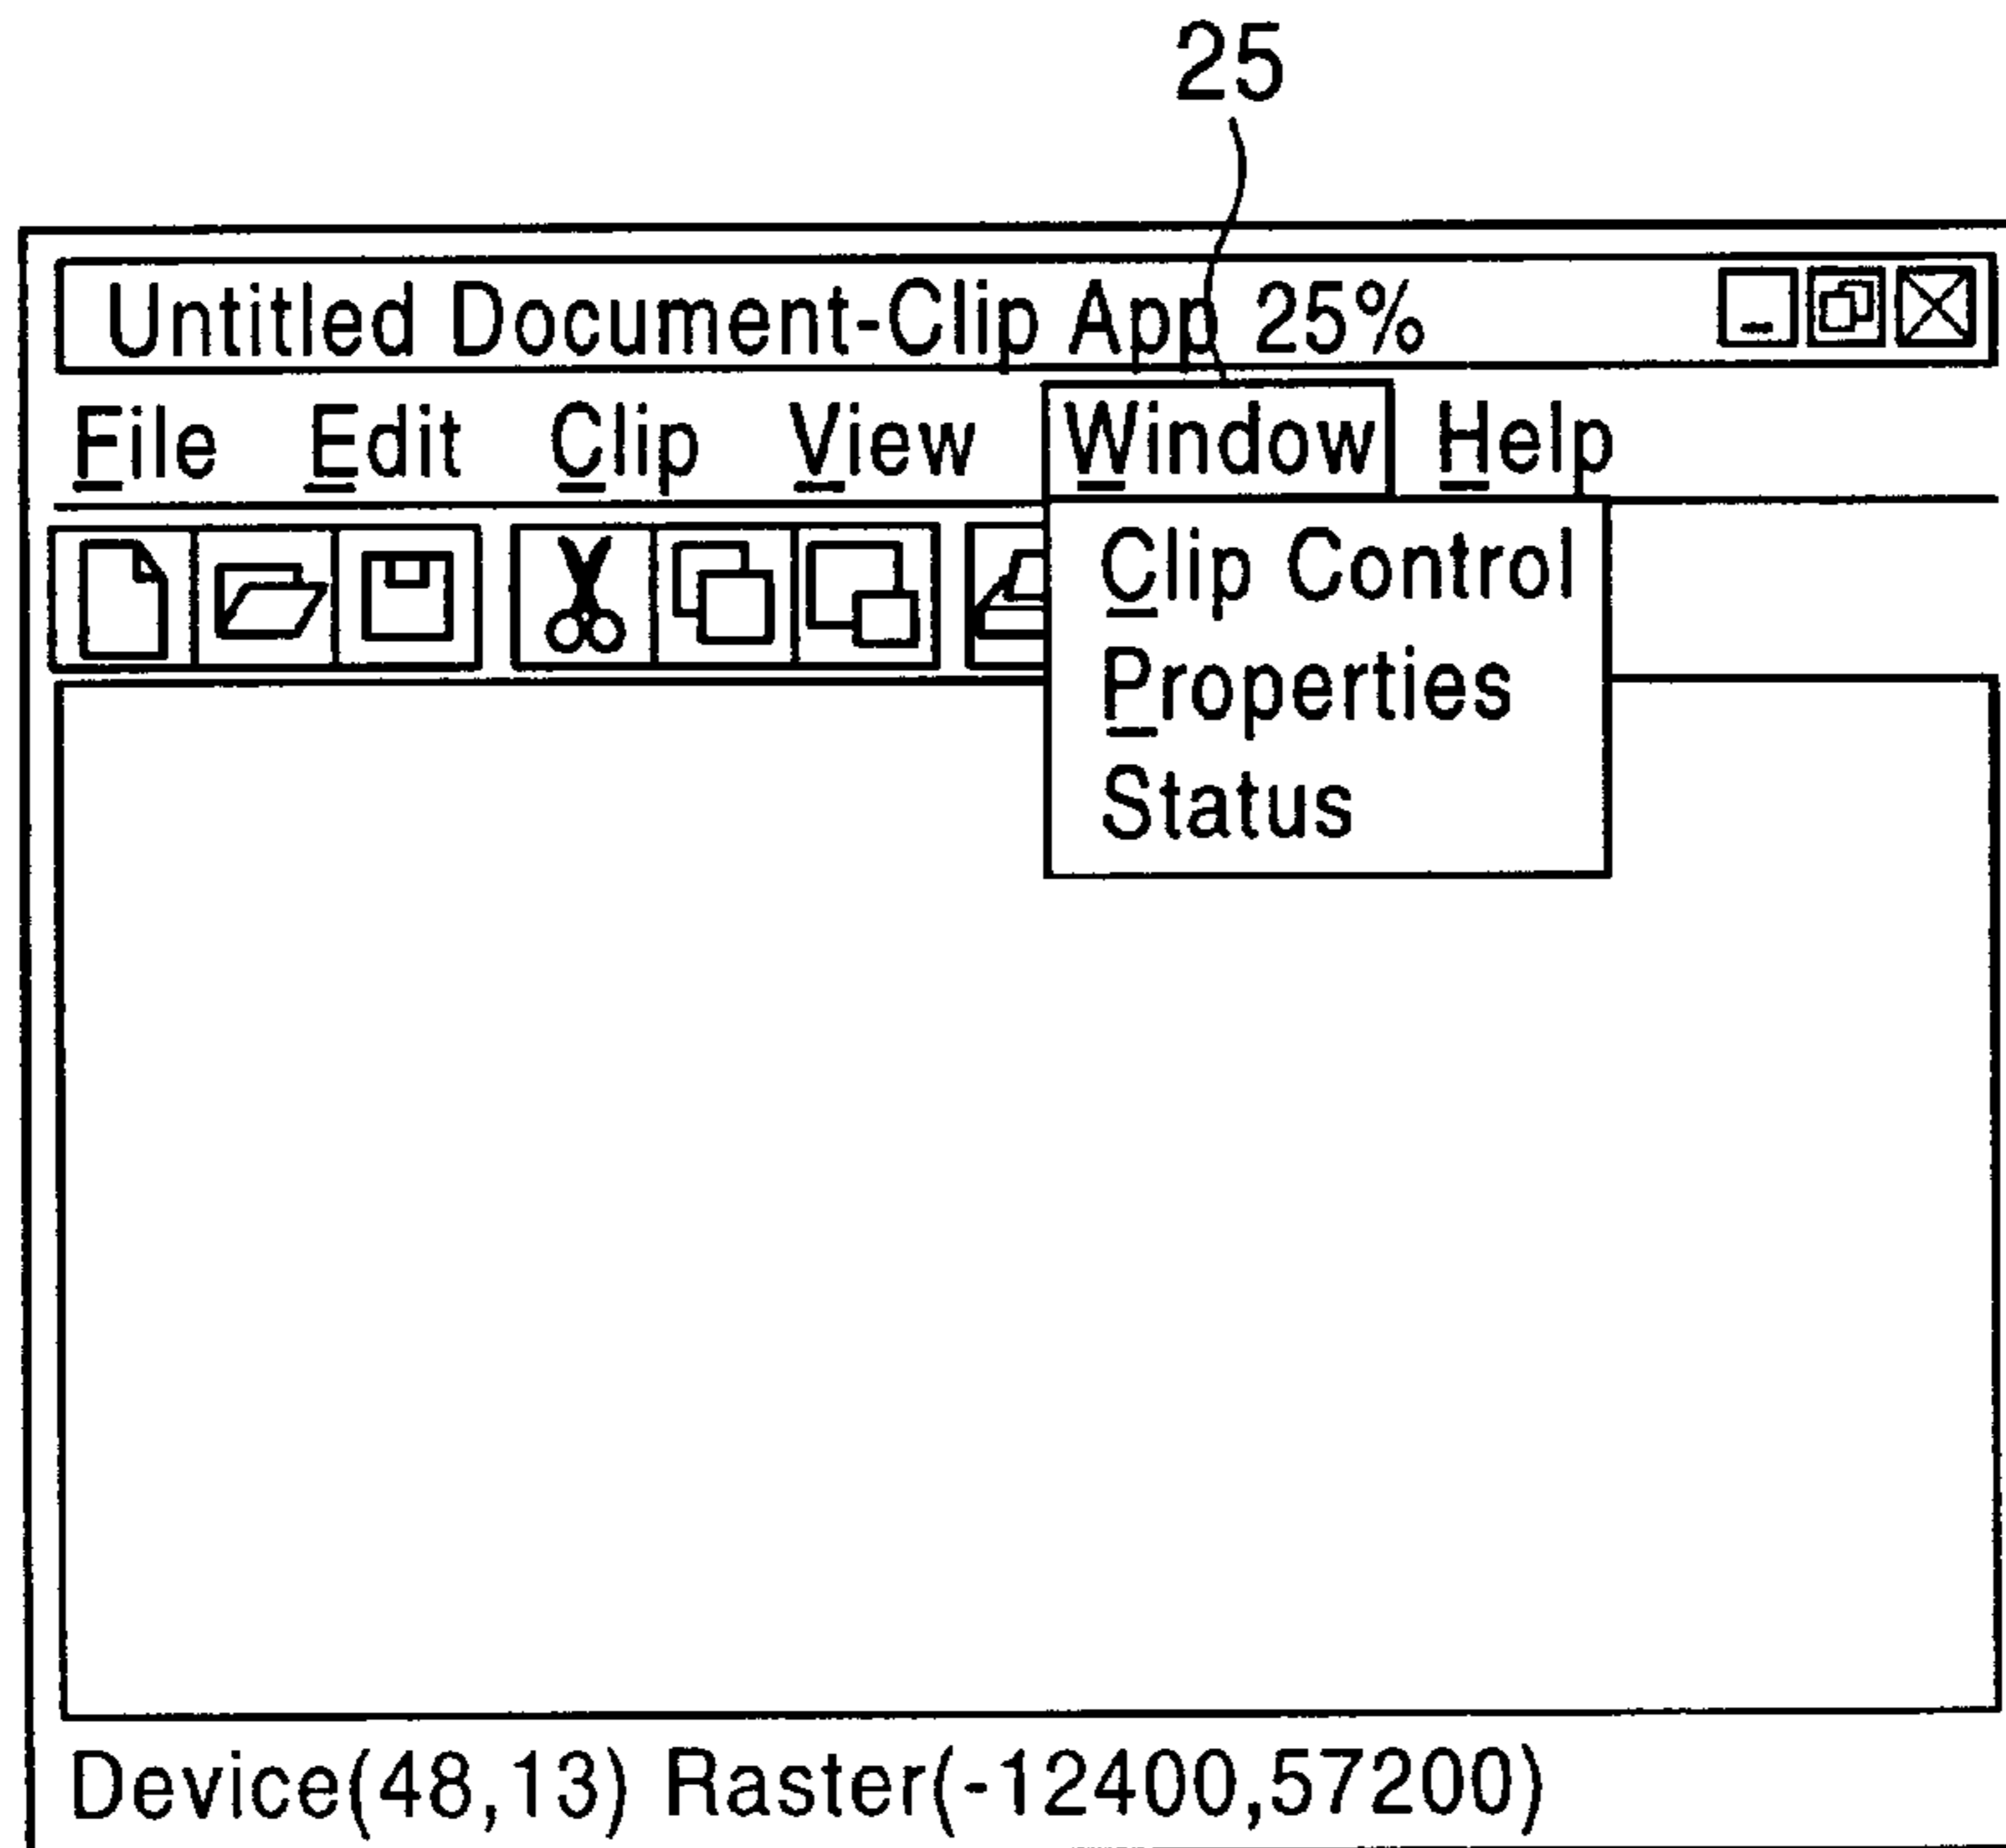 25
Untitled Document-Clip App 25%
File Edit Clip View Window Help
Clip Control
Properties
Status
Device(48,13) Raster(-12400,57200)